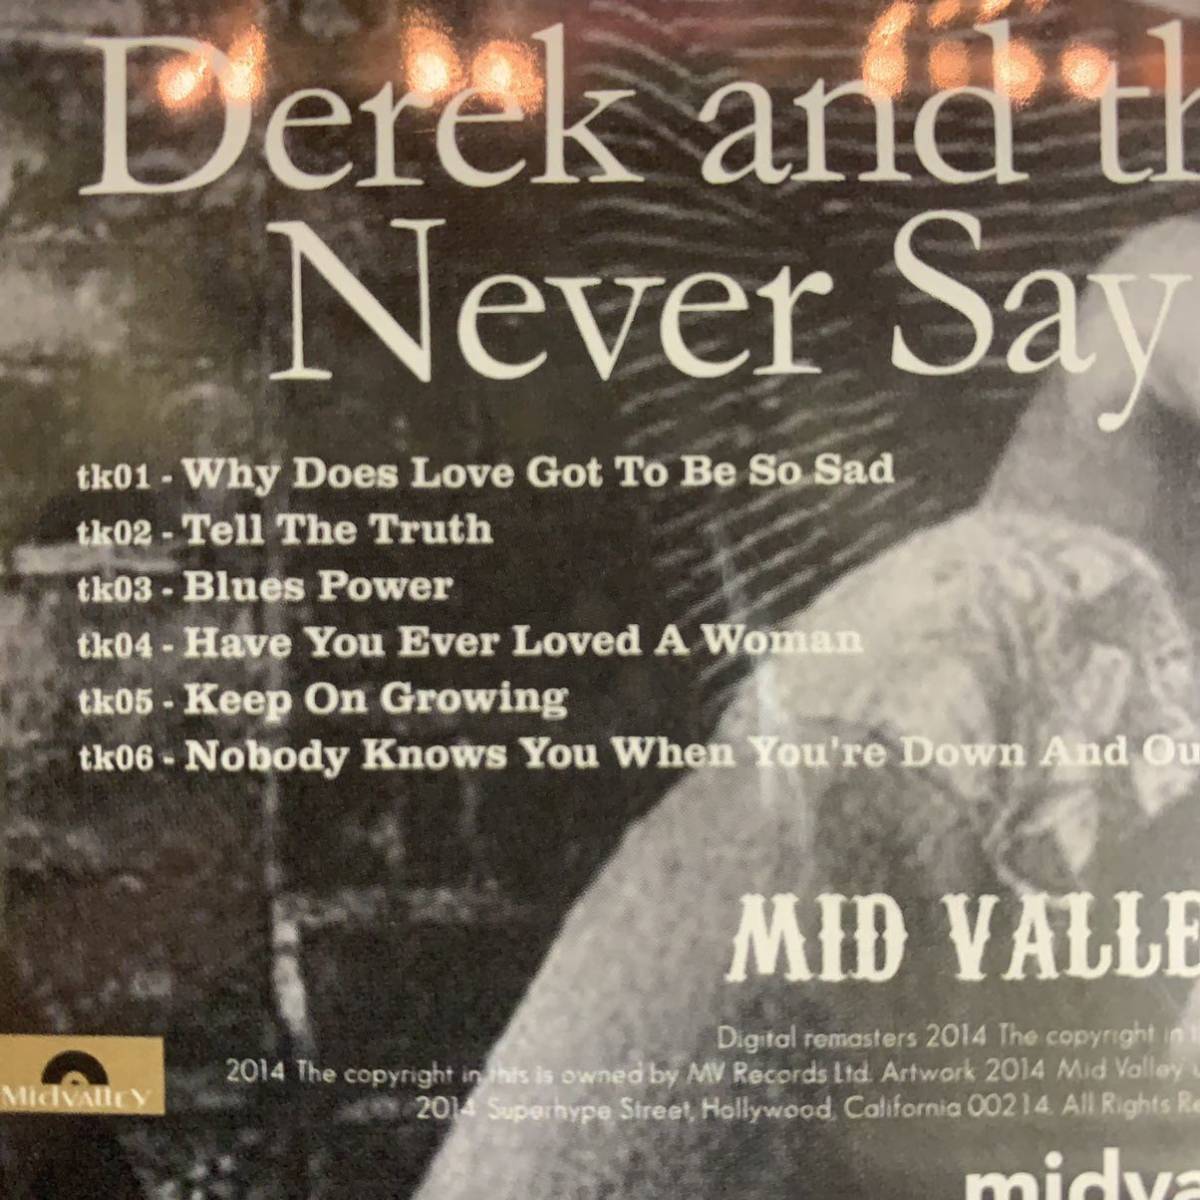 Derek and th
Never Say
tk01 - Why Does Love Got To Be So Sad
tk02 - Tell The Truth
tk03 - Blues Power
tk04 - Have You Ever Loved A Woman
tk05 - Keep On Growing
tk06 - Nobody Knows You When You're Down And Ou
MID VALLE
Digital remasters 2014 The copyright in
2014 The copyright in this is owned by MV Records Ltd. Artwork 2014 Mid Valley
2014 Superhype Street, Hollywood, California 00214. All Rights Re
MIDVALLEY
midva